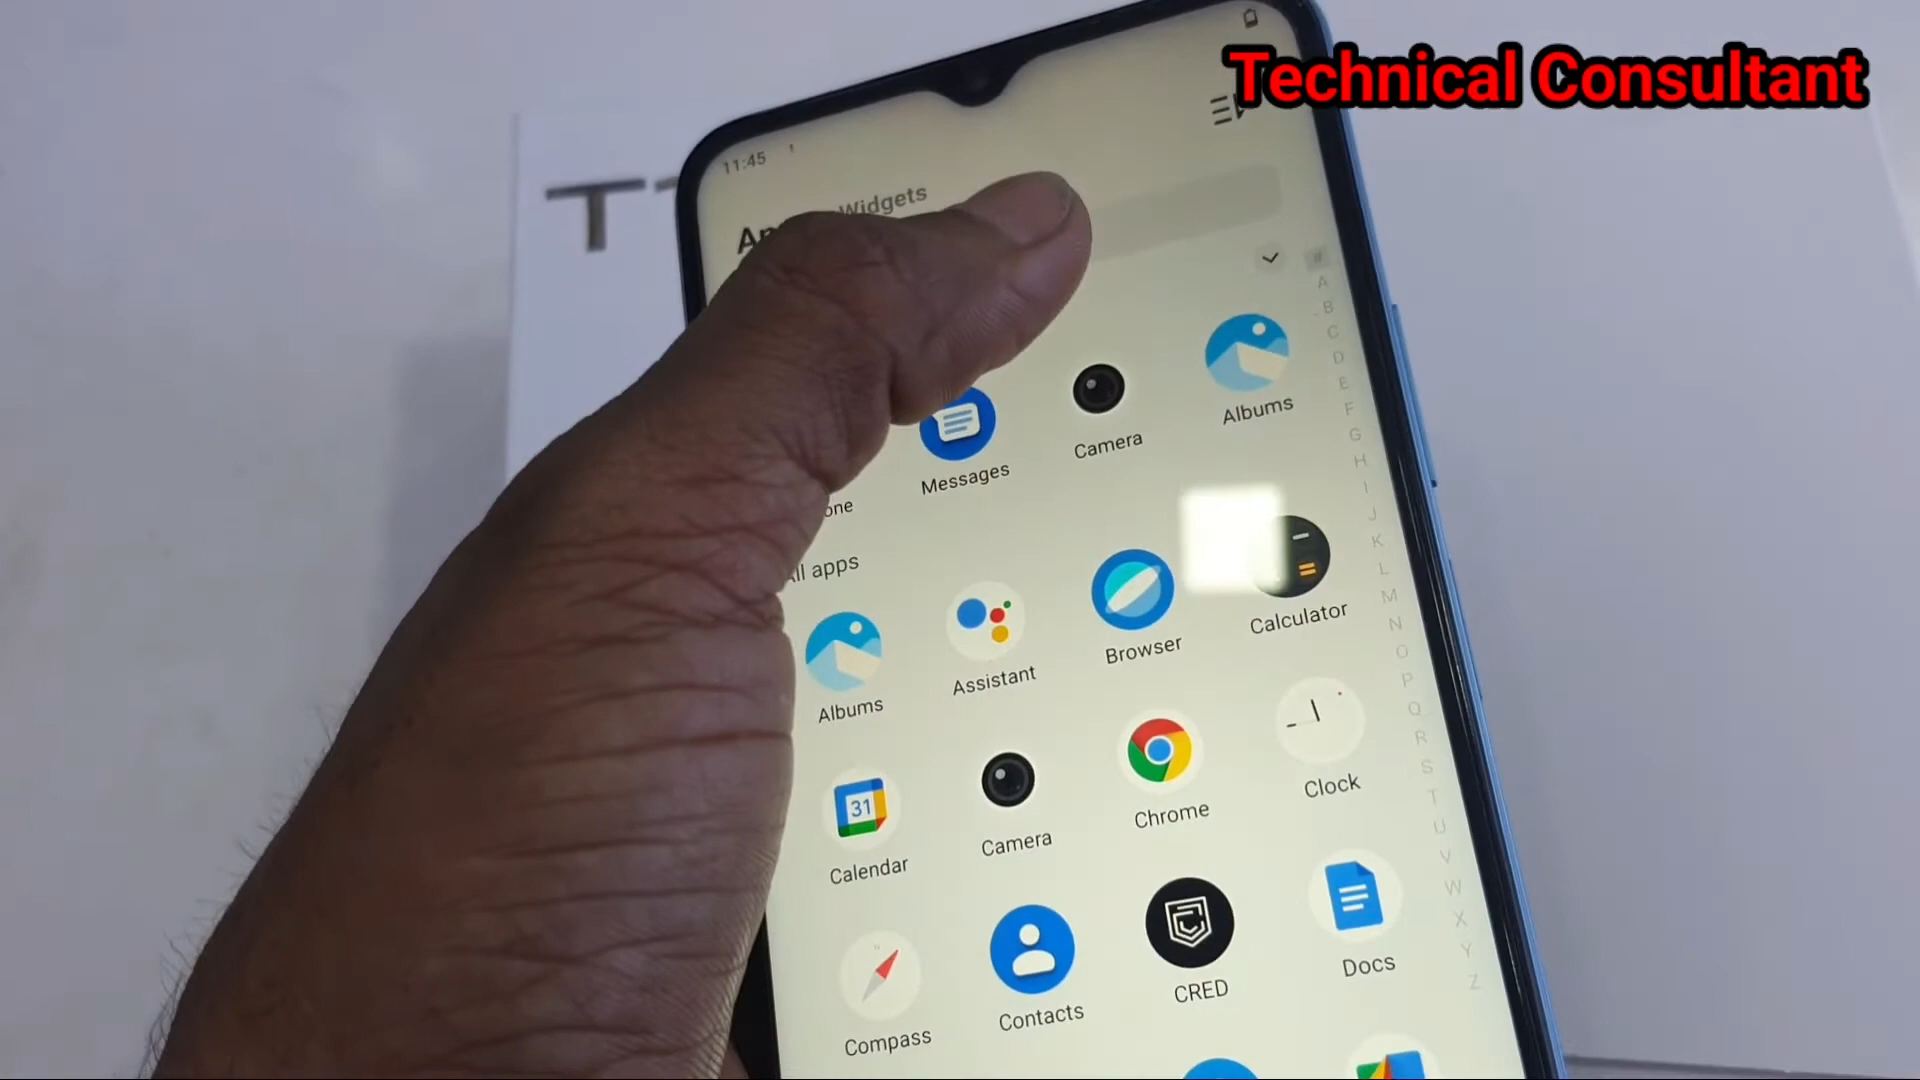 Technical Consultant
11:45
Widgets
#
A
B
C
D
E
F
G
H
I
J
K
L
M
N
O
P
Q
R
S
T
U
V
W
X
Y
Z
Messages
Camera
Albums
All apps
Albums
Assistant
Browser
Calculator
31
Calendar
Camera
Chrome
Clock
N
Compass
Contacts
CRED
Docs